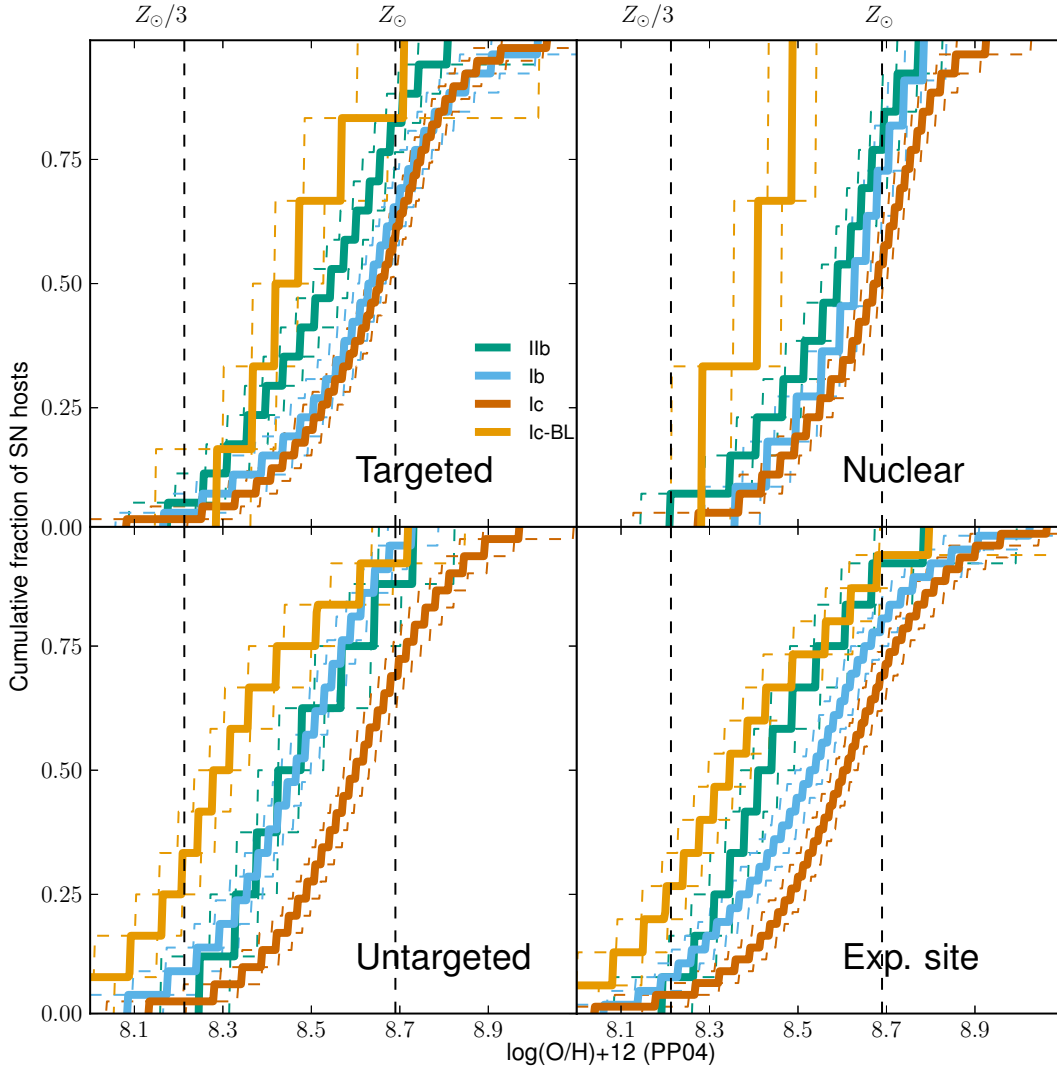 Z⊙/3 Z⊙ Z⊙/3 Z⊙
Cumulative fraction of SN hosts
0.75
0.50
0.25
0.00
IIb
Ib
Ic
Ic-BL
Targeted
Nuclear
0.75
0.50
0.25
0.00
Untargeted
Exp. site
8.1 8.3 8.5 8.7 8.9 8.1 8.3 8.5 8.7 8.9
log(O/H)+12 (PP04)